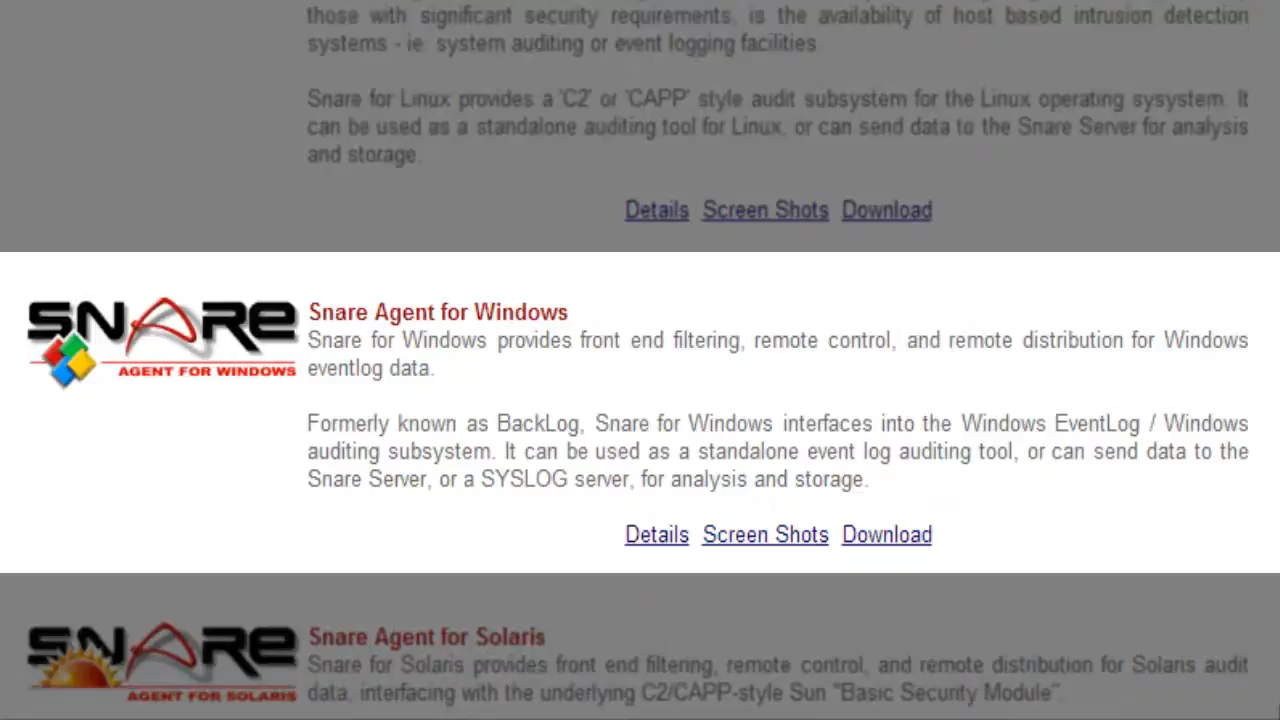 those with significant security requirements, is the availability of host based intrusion detection
systems - ie: system auditing or event logging facilities.
Snare for Linux provides a 'C2' or 'CAPP' style audit subsystem for the Linux operating sysystem. It
can be used as a standalone auditing tool for Linux, or can send data to the Snare Server for analysis
and storage.
Details Screen Shots Download
SNARE
AGENT FOR WINDOWS
Snare Agent for Windows
Snare for Windows provides front end filtering, remote control, and remote distribution for Windows
eventlog data.
Formerly known as BackLog, Snare for Windows interfaces into the Windows EventLog / Windows
auditing subsystem. It can be used as a standalone event log auditing tool, or can send data to the
Snare Server, or a SYSLOG server, for analysis and storage.
Details Screen Shots Download
SNARE
AGENT FOR SOLARIS
Snare Agent for Solaris
Snare for Solaris provides front end filtering, remote control, and remote distribution for Solaris audit
data, interfacing with the underlying C2/CAPP-style Sun "Basic Security Module".